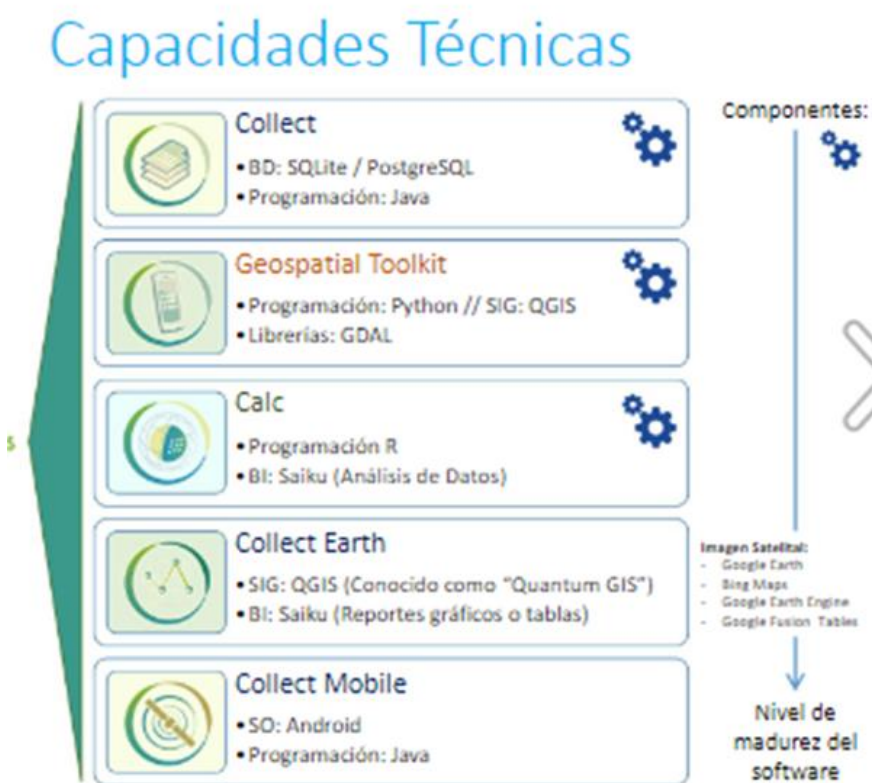 Capacidades Técnicas
Collect
• BD: SQLite / PostgreSQL
• Programación: Java
Geospatial Toolkit
• Programación: Python // SIG: QGIS
• Librerías: GDAL
Calc
• Programación R
• BI: Saiku (Análisis de Datos)
Collect Earth
• SIG: QGIS (Conocido como "Quantum GIS")
• BI: Saiku (Reportes gráficos o tablas)
Collect Mobile
• SO: Android
• Programación: Java
s
Componentes:
Imagen Satelital:
- Google Earth
- Bing Maps
- Google Earth Engine
- Google Fusion Tables
Nivel de
madurez del
software